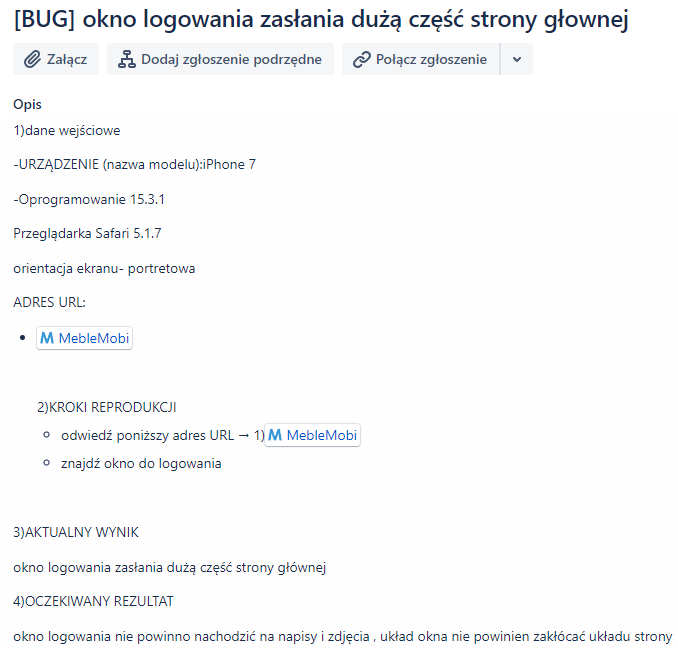 [BUG] okno logowania zasłania dużą część strony głownej
Załącz
Dodaj zgłoszenie podrzędne
Połącz zgłoszenie
Opis
1)dane wejściowe
-URZĄDZENIE (nazwa modelu):iPhone 7
-Oprogramowanie 15.3.1
Przeglądarka Safari 5.1.7
orientacja ekranu- portretowa
ADRES URL:
• M MebleMobi
2)KROKI REPRODUKCJI
odwiedź poniższy adres URL → 1) M MebleMobi
znajdź okno do logowania
3)AKTUALNY WYNIK
okno logowania zasłania dużą część strony głównej
4)OCZEKIWANY REZULTAT
okno logowania nie powinno nachodzić na napisy i zdjęcia , układ okna nie powinien zakłócać układu strony